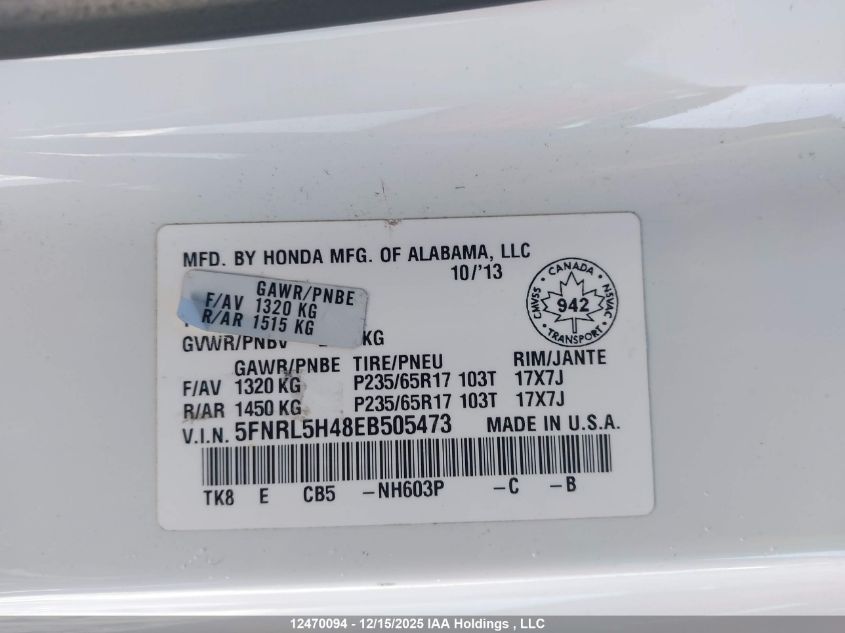 MFD. BY HONDA MFG. OF ALABAMA, LLC
10/'13
CANADA
CMVSS
942
NSVAC
TRANSPORT
GAWR/PNBE
F/AV 1320 KG
R/AR 1515 KG
GVWR/PNBV KG
GAWR/PNBE TIRE/PNEU RIM/JANTE
F/AV 1320 KG P235/65R17 103T 17X7J
R/AR 1450 KG P235/65R17 103T 17X7J
V.I.N. 5FNRL5H48EB505473 MADE IN U.S.A.
TK8 E CB5 -NH603P -C -B
12470094 - 12/15/2025 IAA Holdings , LLC